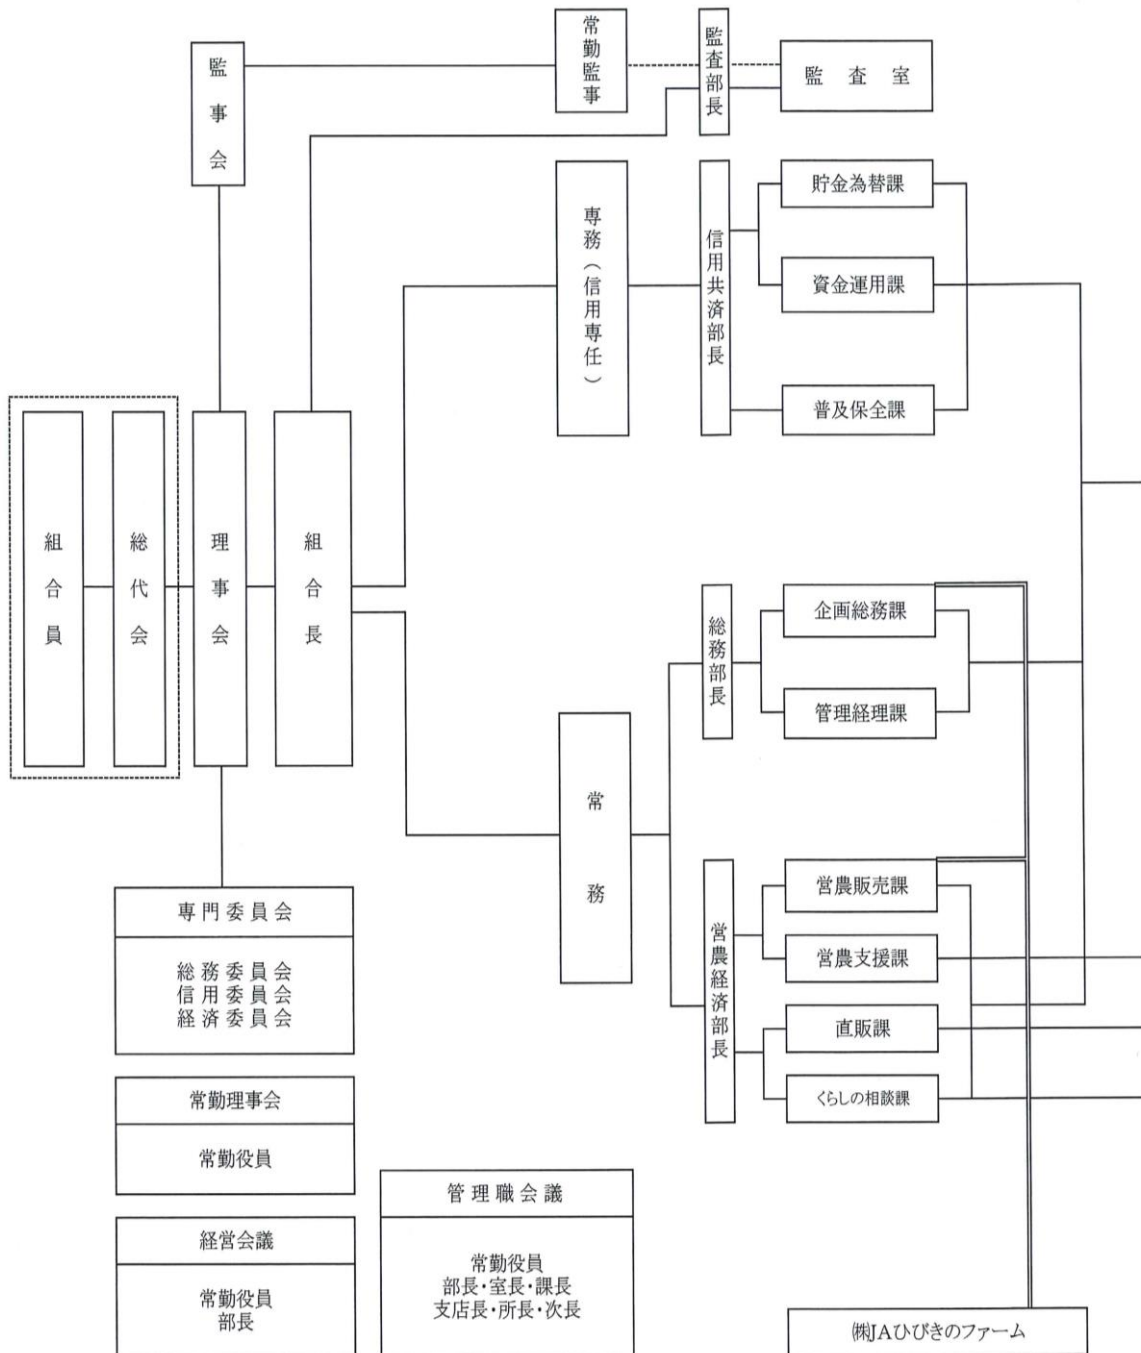 監事会
常勤監事
監査部長
監査室
専務（信用専任）
信用共済部長
貯金為替課
資金運用課
普及保全課
組合員
総代会
理事会
組合長
常務
総務部長
企画総務課
管理経理課
営農経済部長
営農販売課
営農支援課
直販課
くらしの相談課
専門委員会
総務委員会
信用委員会
経済委員会
常勤理事会
常勤役員
経営会議
常勤役員
部長
管理職会議
常勤役員
部長・室長・課長
支店長・所長・次長
㈱JAひびきのファーム